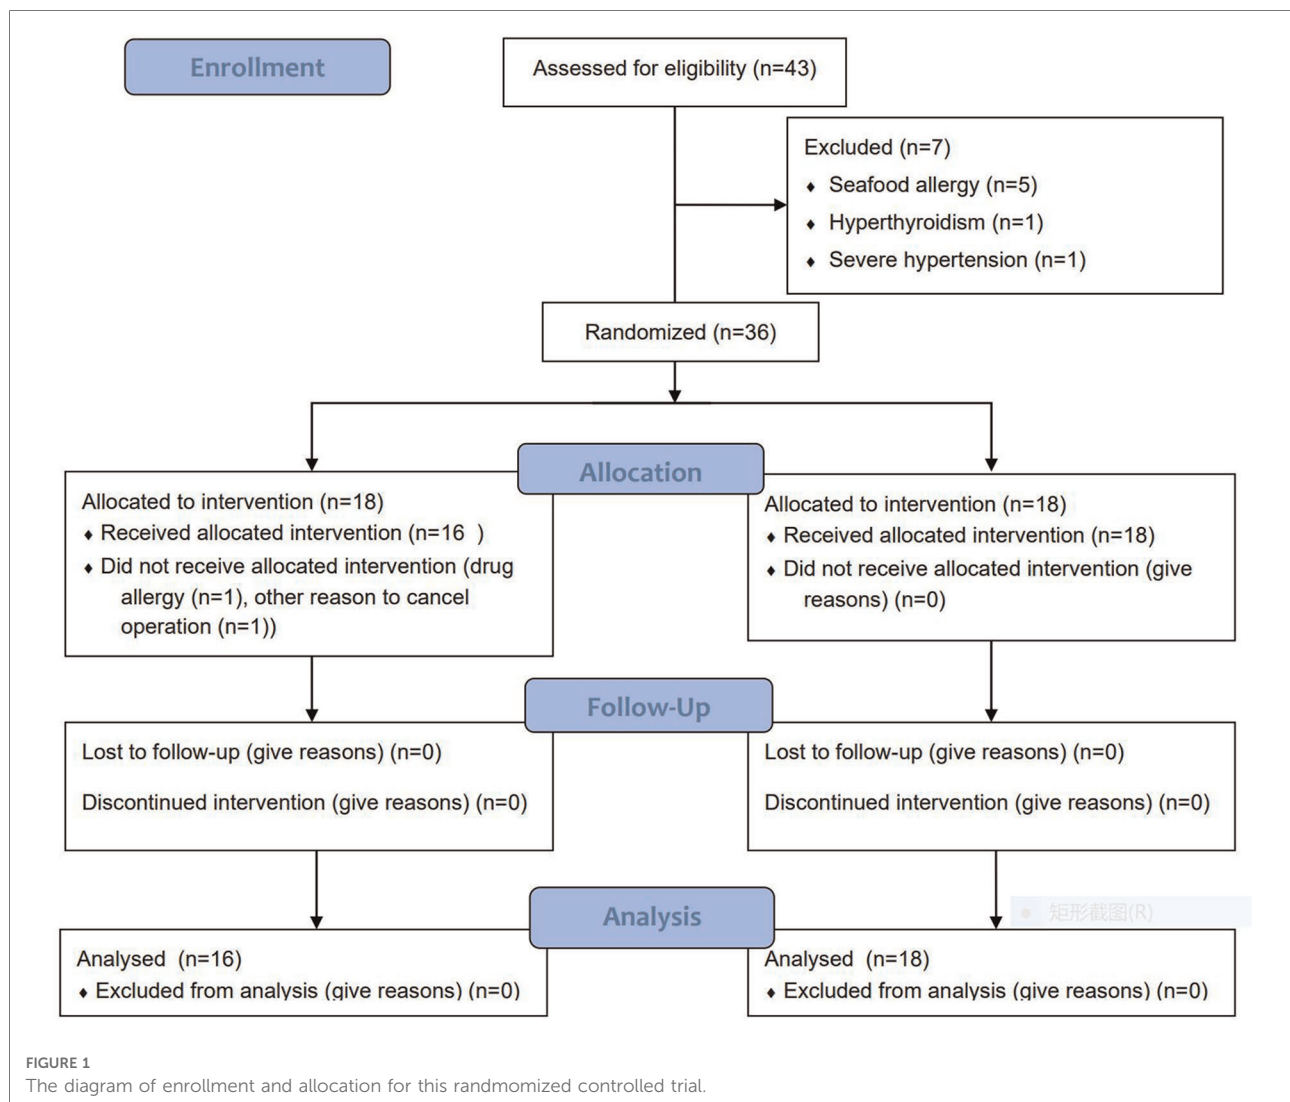 Enrollment
Assessed for eligibility (n=43)
Excluded (n=7)
♦ Seafood allergy (n=5)
♦ Hyperthyroidism (n=1)
♦ Severe hypertension (n=1)
Randomized (n=36)
Allocation
Allocated to intervention (n=18)
♦ Received allocated intervention (n=16 )
♦ Did not receive allocated intervention (drug
allergy (n=1), other reason to cancel
operation (n=1))
Allocated to intervention (n=18)
♦ Received allocated intervention (n=18)
♦ Did not receive allocated intervention (give
reasons) (n=0)
Follow-Up
Lost to follow-up (give reasons) (n=0)
Discontinued intervention (give reasons) (n=0)
Lost to follow-up (give reasons) (n=0)
Discontinued intervention (give reasons) (n=0)
Analysis
矩形截图(R)
Analysed (n=16)
♦ Excluded from analysis (give reasons) (n=0)
Analysed (n=18)
♦ Excluded from analysis (give reasons) (n=0)
FIGURE 1
The diagram of enrollment and allocation for this randmomized controlled trial.